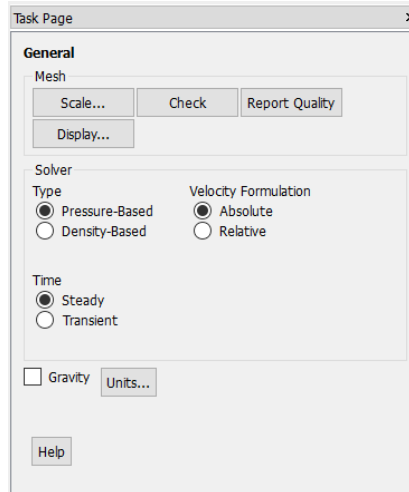 Task Page
General
Mesh
Scale... Check Report Quality
Display...
Solver
Type Velocity Formulation
Pressure-Based Absolute
Density-Based Relative
Time
Steady
Transient
Gravity Units...
Help